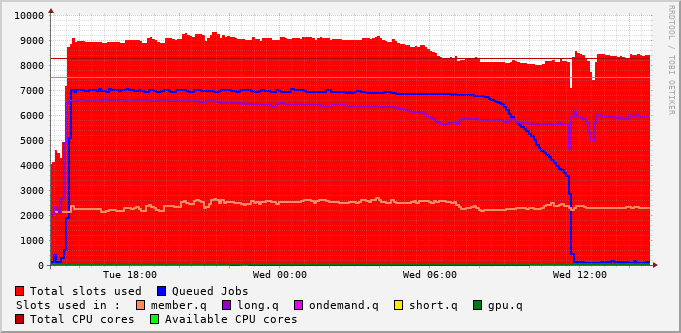 10000
9000
8000
7000
6000
5000
4000
3000
2000
1000
0
Tue 18:00 Wed 00:00 Wed 06:00 Wed 12:00
RRDTOOL / TOBI OETIKER
Total slots used Queued Jobs
Slots used in : member.q long.q ondemand.q short.q gpu.q
Total CPU cores Available CPU cores